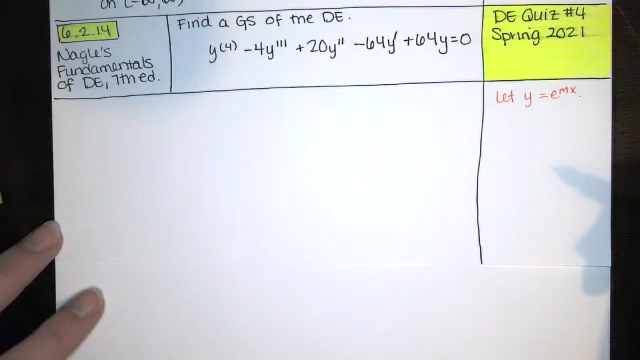 on (-∞,∞)
6.2.14
Nagle's
Fundamentals
of DE, 7th ed.
Find a GS of the DE.
y⁽⁴⁾ - 4y''' + 20y'' - 64y' + 64y = 0
DE Quiz #4
Spring 2021
Let y = e^mx.